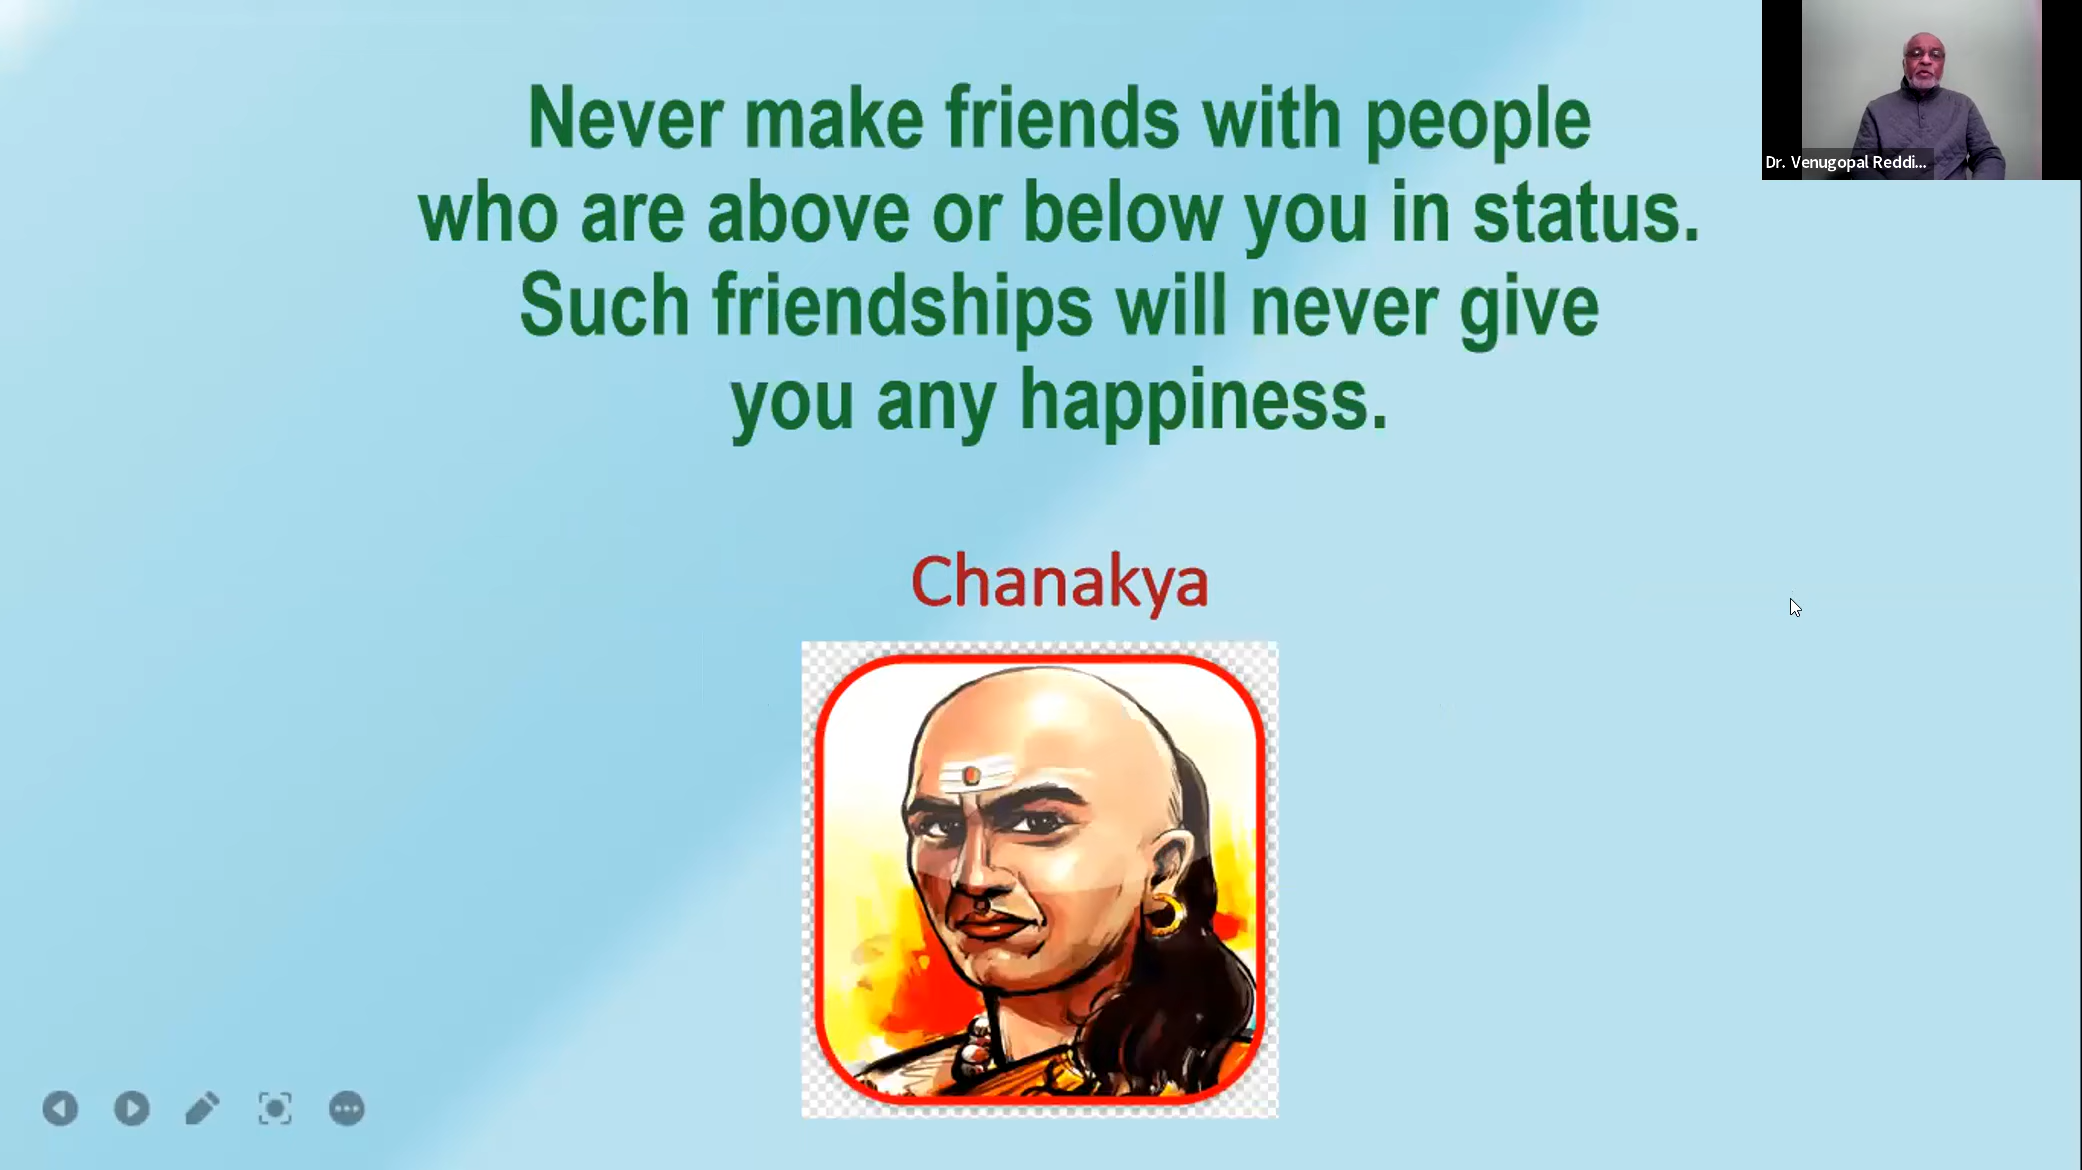 Never make friends with people
who are above or below you in status.
Such friendships will never give
you any happiness.
Chanakya
Dr. Venugopal Reddi...